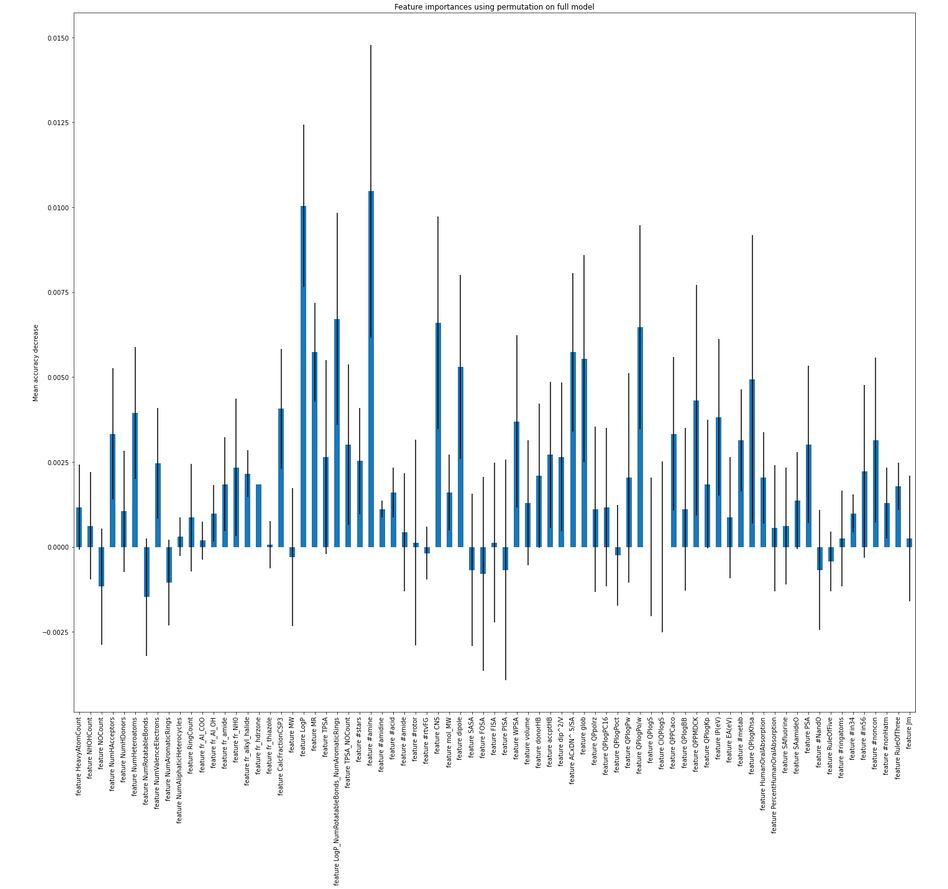 Feature importances using permutation on full model
0.0150
0.0125
0.0100
0.0075
0.0050
0.0025
0.0000
−0.0025
Mean accuracy decrease
feature HeavyAtomCount
feature NHOHCount
feature NOCount
feature NumHAcceptors
feature NumHDonors
feature NumHeteroatoms
feature NumRotatableBonds
feature NumValenceElectrons
feature NumAromaticRings
feature NumAliphaticHeterocycles
feature RingCount
feature fr_Al_COO
feature fr_Al_OH
feature fr_amide
feature fr_NH0
feature fr_alkyl_halide
feature fr_hdrzone
feature fr_thiazole
feature CalcFractionCSP3
feature MW
feature LogP
feature MR
feature TPSA
feature LogP_NumRotatableBonds_NumAromaticRings
feature TPSA_NOCount
feature #stars
feature #amine
feature #amidine
feature #acid
feature #amide
feature #rotor
feature #rtvFG
feature CNS
feature mol_MW
feature dipole
feature SASA
feature FOSA
feature FISA
feature PISA
feature WPSA
feature volume
feature donorHB
feature accptHB
feature dip^2/V
feature ACxDN^.5/SA
feature glob
feature QPpolrz
feature QPlogPC16
feature QPlogPoct
feature QPlogPw
feature QPlogPo/w
feature QPlogS
feature CIQPlogS
feature QPPCaco
feature QPlogBB
feature QPPMDCK
feature QPlogKp
feature IP(eV)
feature EA(eV)
feature #metab
feature QPlogKhsa
feature HumanOralAbsorption
feature PercentHumanOralAbsorption
feature SAfluorine
feature SAamideO
feature PSA
feature #NandO
feature RuleOfFive
feature #ringatoms
feature #in34
feature #in56
feature #noncon
feature #nonHatm
feature RuleOfThree
feature Jm